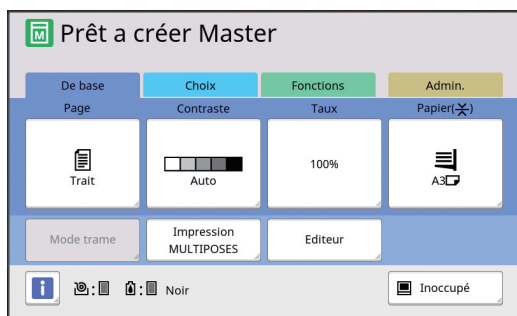 Prêt a créer Master
De base Choix Fonctions Admin.
Page Contraste Taux Papier()
Trait Auto 100% A3
Mode trame Impression MULTIPOSES Editeur
i : : Noir Inoccupé